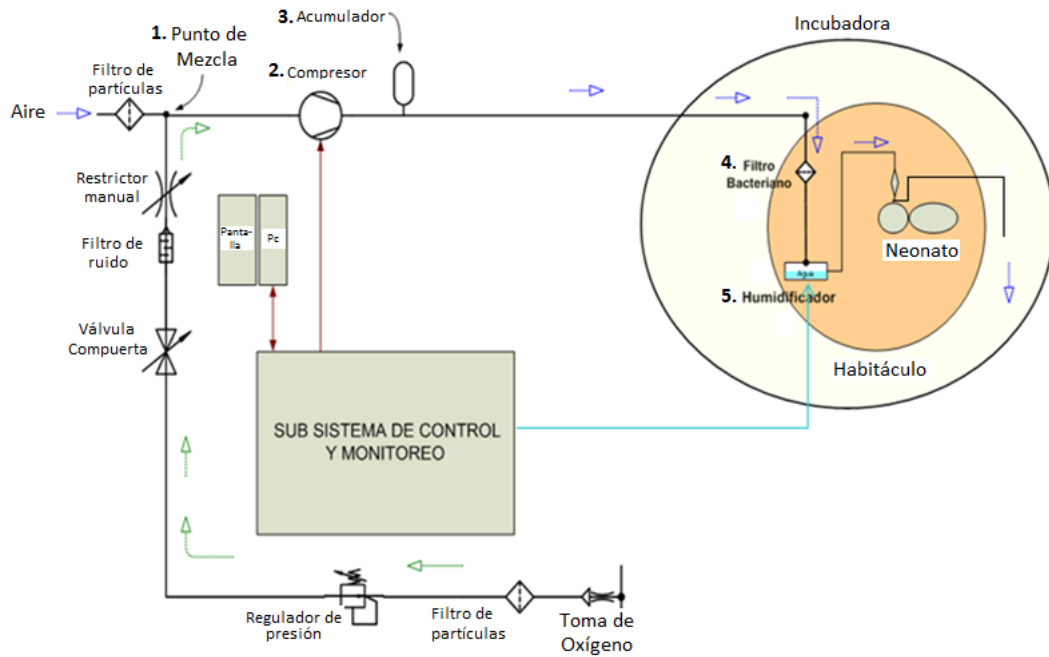 3. Acumulador
Incubadora
1. Punto de
Mezcla
2. Compresor
Filtro de
partículas
Aire
4. Filtro
Bacteriano
Restrictor
manual
Panta-
lla
Pc
Filtro de
ruido
Neonato
Agua
5. Humidificador
Válvula
Compuerta
Habitáculo
SUB SISTEMA DE CONTROL
Y MONITOREO
Regulador de
presión
Filtro de
partículas
Toma de
Oxígeno